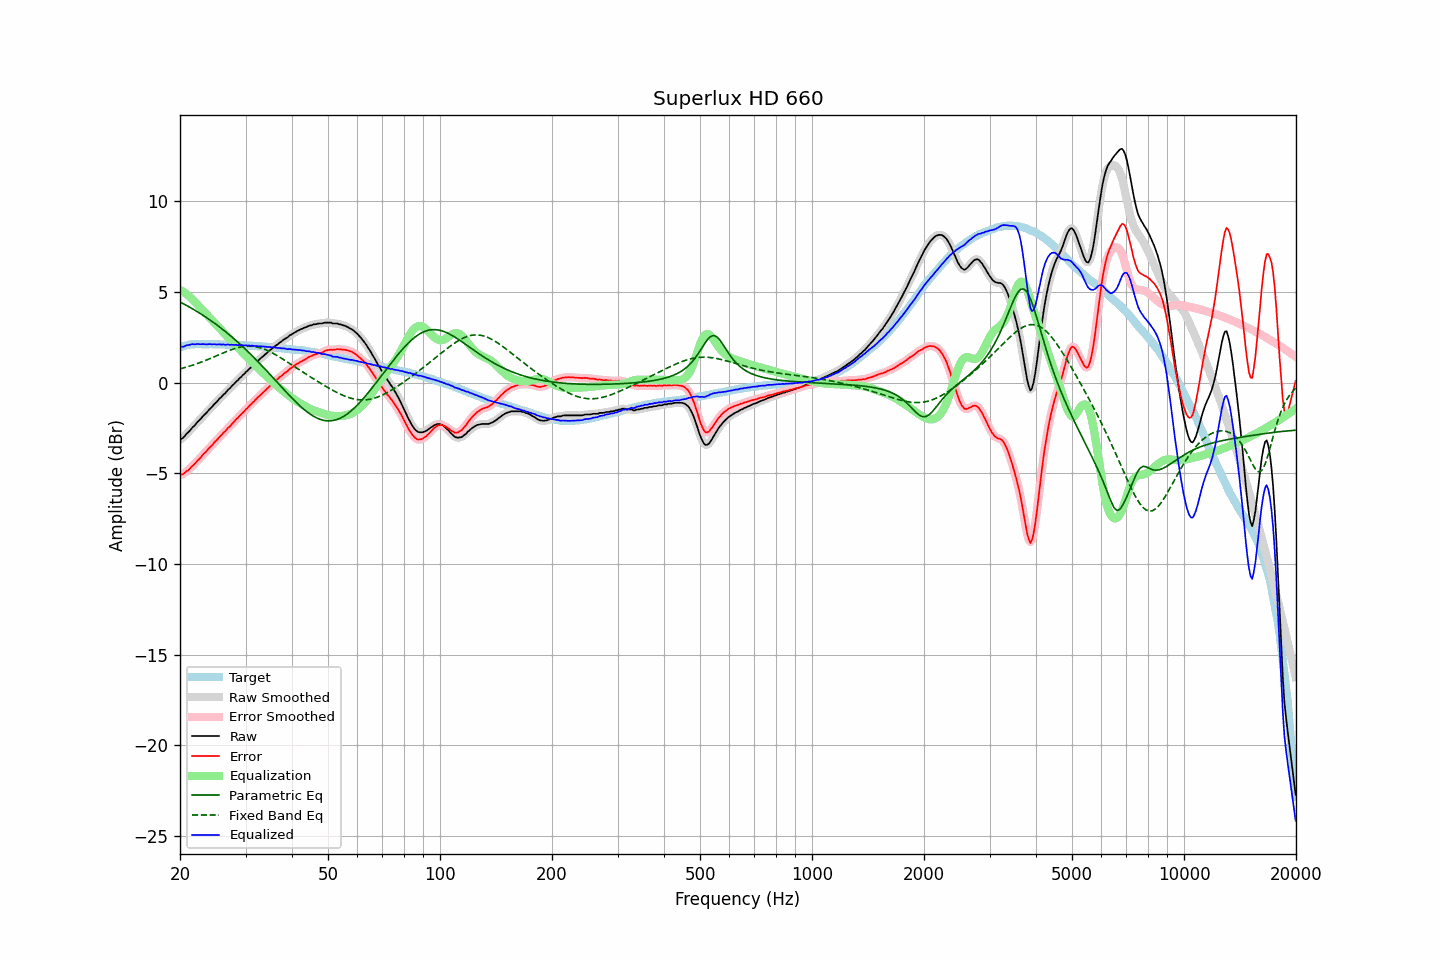 Superlux HD 660
Amplitude (dBr)
10
5
0
−5
−10
−15
−20
−25
Target
Raw Smoothed
Error Smoothed
Raw
Error
Equalization
Parametric Eq
Fixed Band Eq
Equalized
20 50 100 200 500 1000 2000 5000 10000 20000
Frequency (Hz)